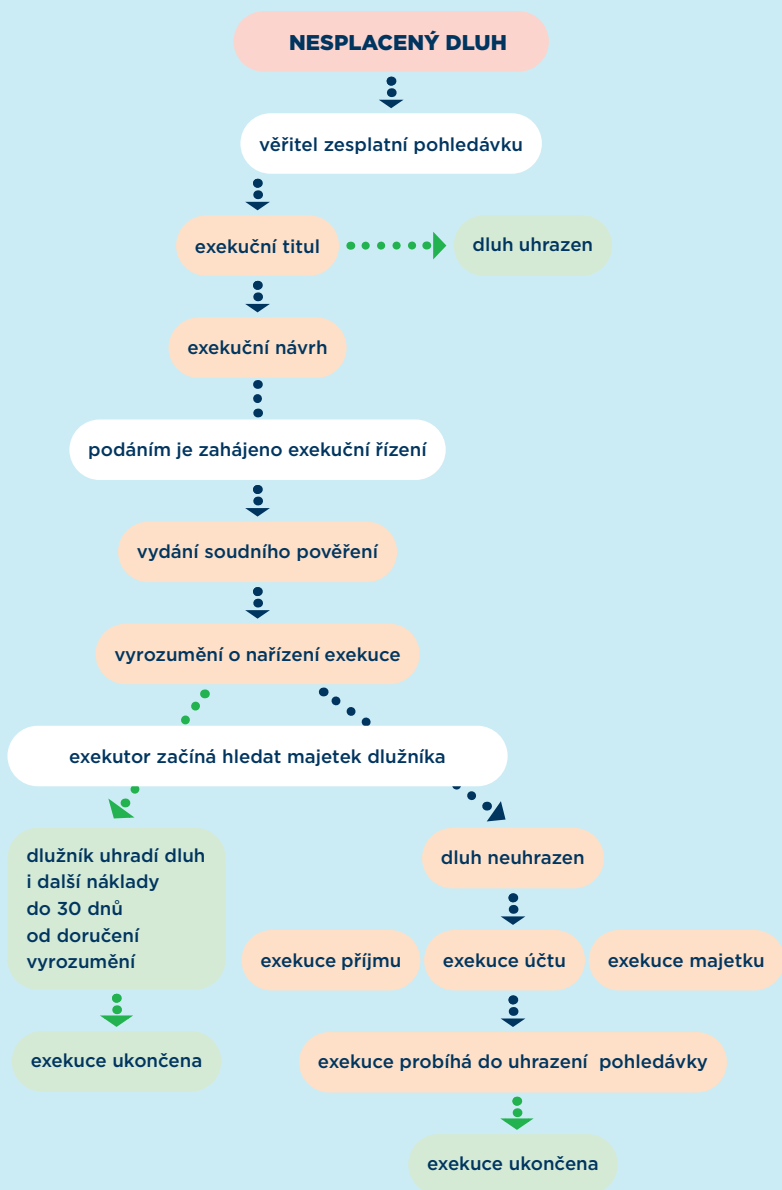 NESPLACENÝ DLUH
věřitel zesplatní pohledávku
exekuční titul
dluh uhrazen
exekuční návrh
podáním je zahájeno exekuční řízení
vydání soudního pověření
vyrozumění o nařízení exekuce
exekutor začíná hledat majetek dlužníka
dlužník uhradí dluh
i další náklady
do 30 dnů
od doručení
vyrozumění
exekuce ukončena
dluh neuhrazen
exekuce příjmu
exekuce účtu
exekuce majetku
exekuce probíhá do uhrazení pohledávky
exekuce ukončena